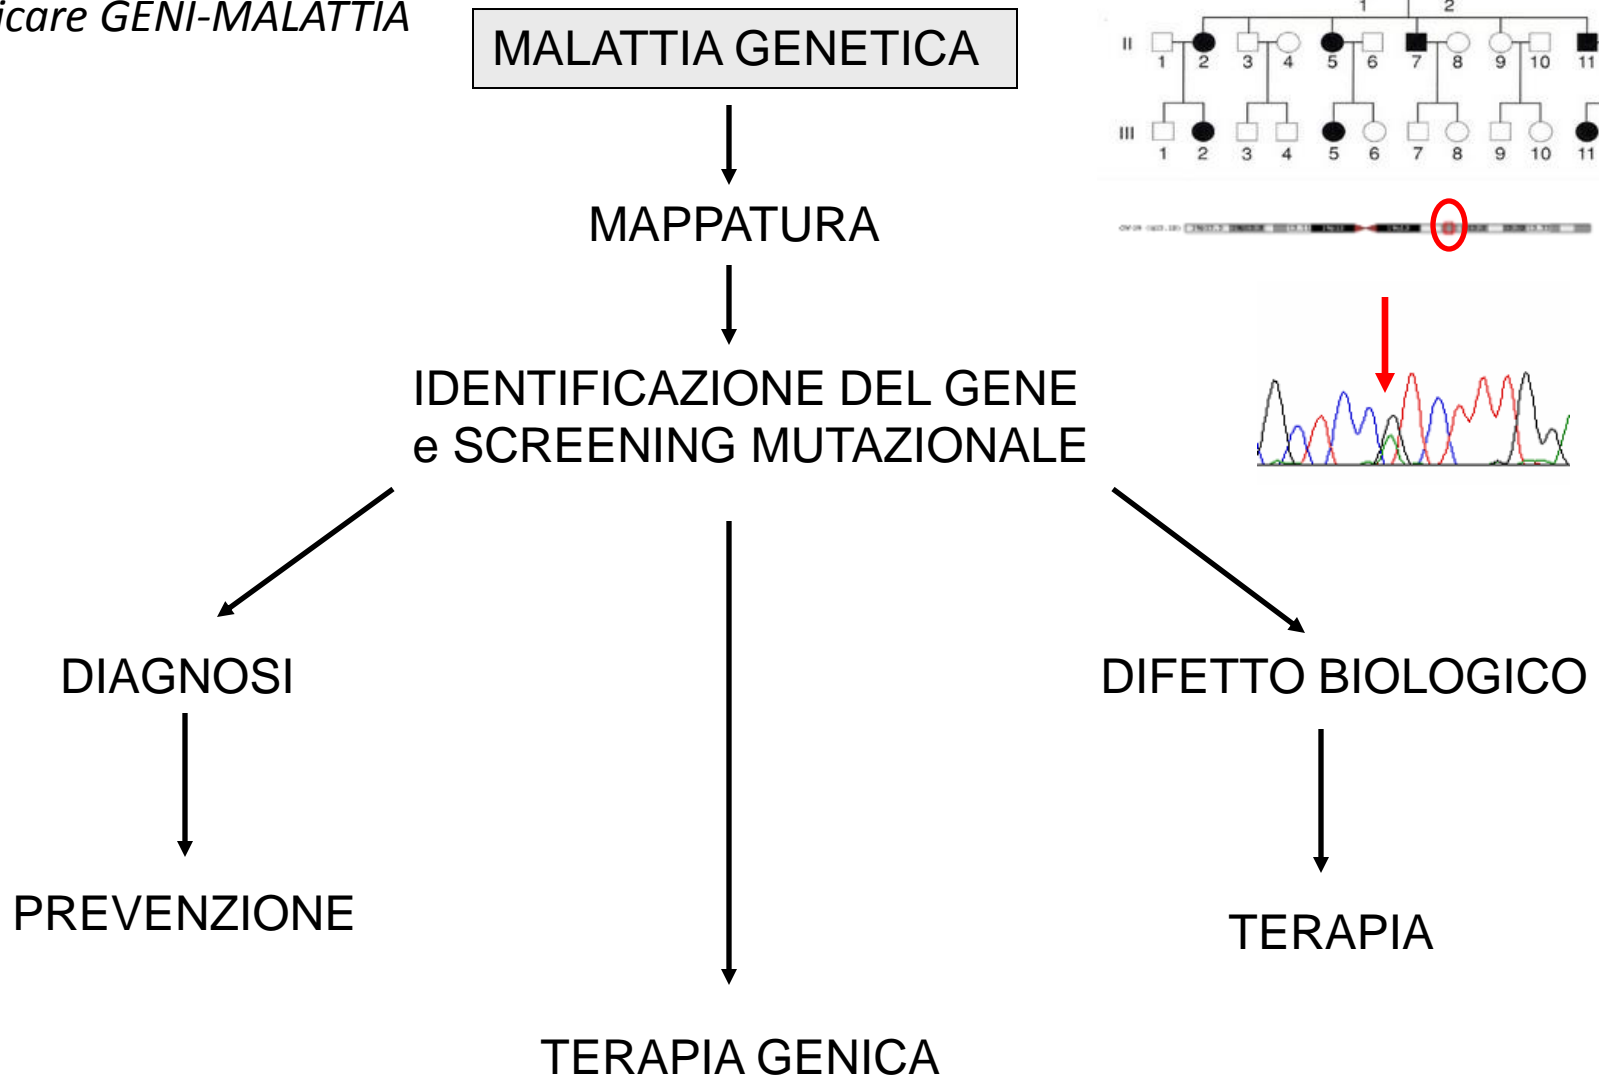 icare GENI-MALATTIA
MALATTIA GENETICA
MAPPATURA
IDENTIFICAZIONE DEL GENE
e SCREENING MUTAZIONALE
DIAGNOSI
DIFETTO BIOLOGICO
PREVENZIONE
TERAPIA
TERAPIA GENICA
1 2
II
1 2 3 4 5 6 7 8 9 10 11
III
1 2 3 4 5 6 7 8 9 10 11